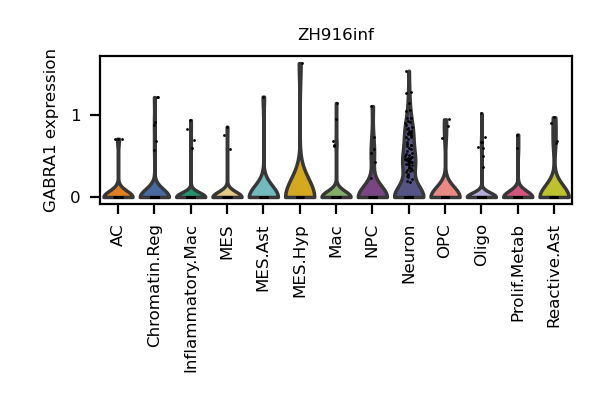 ZH916inf
GABRA1 expression
1
0
AC
Chromatin.Reg
Inflammatory.Mac
MES
MES.Ast
MES.Hyp
Mac
NPC
Neuron
OPC
Oligo
Prolif.Metab
Reactive.Ast